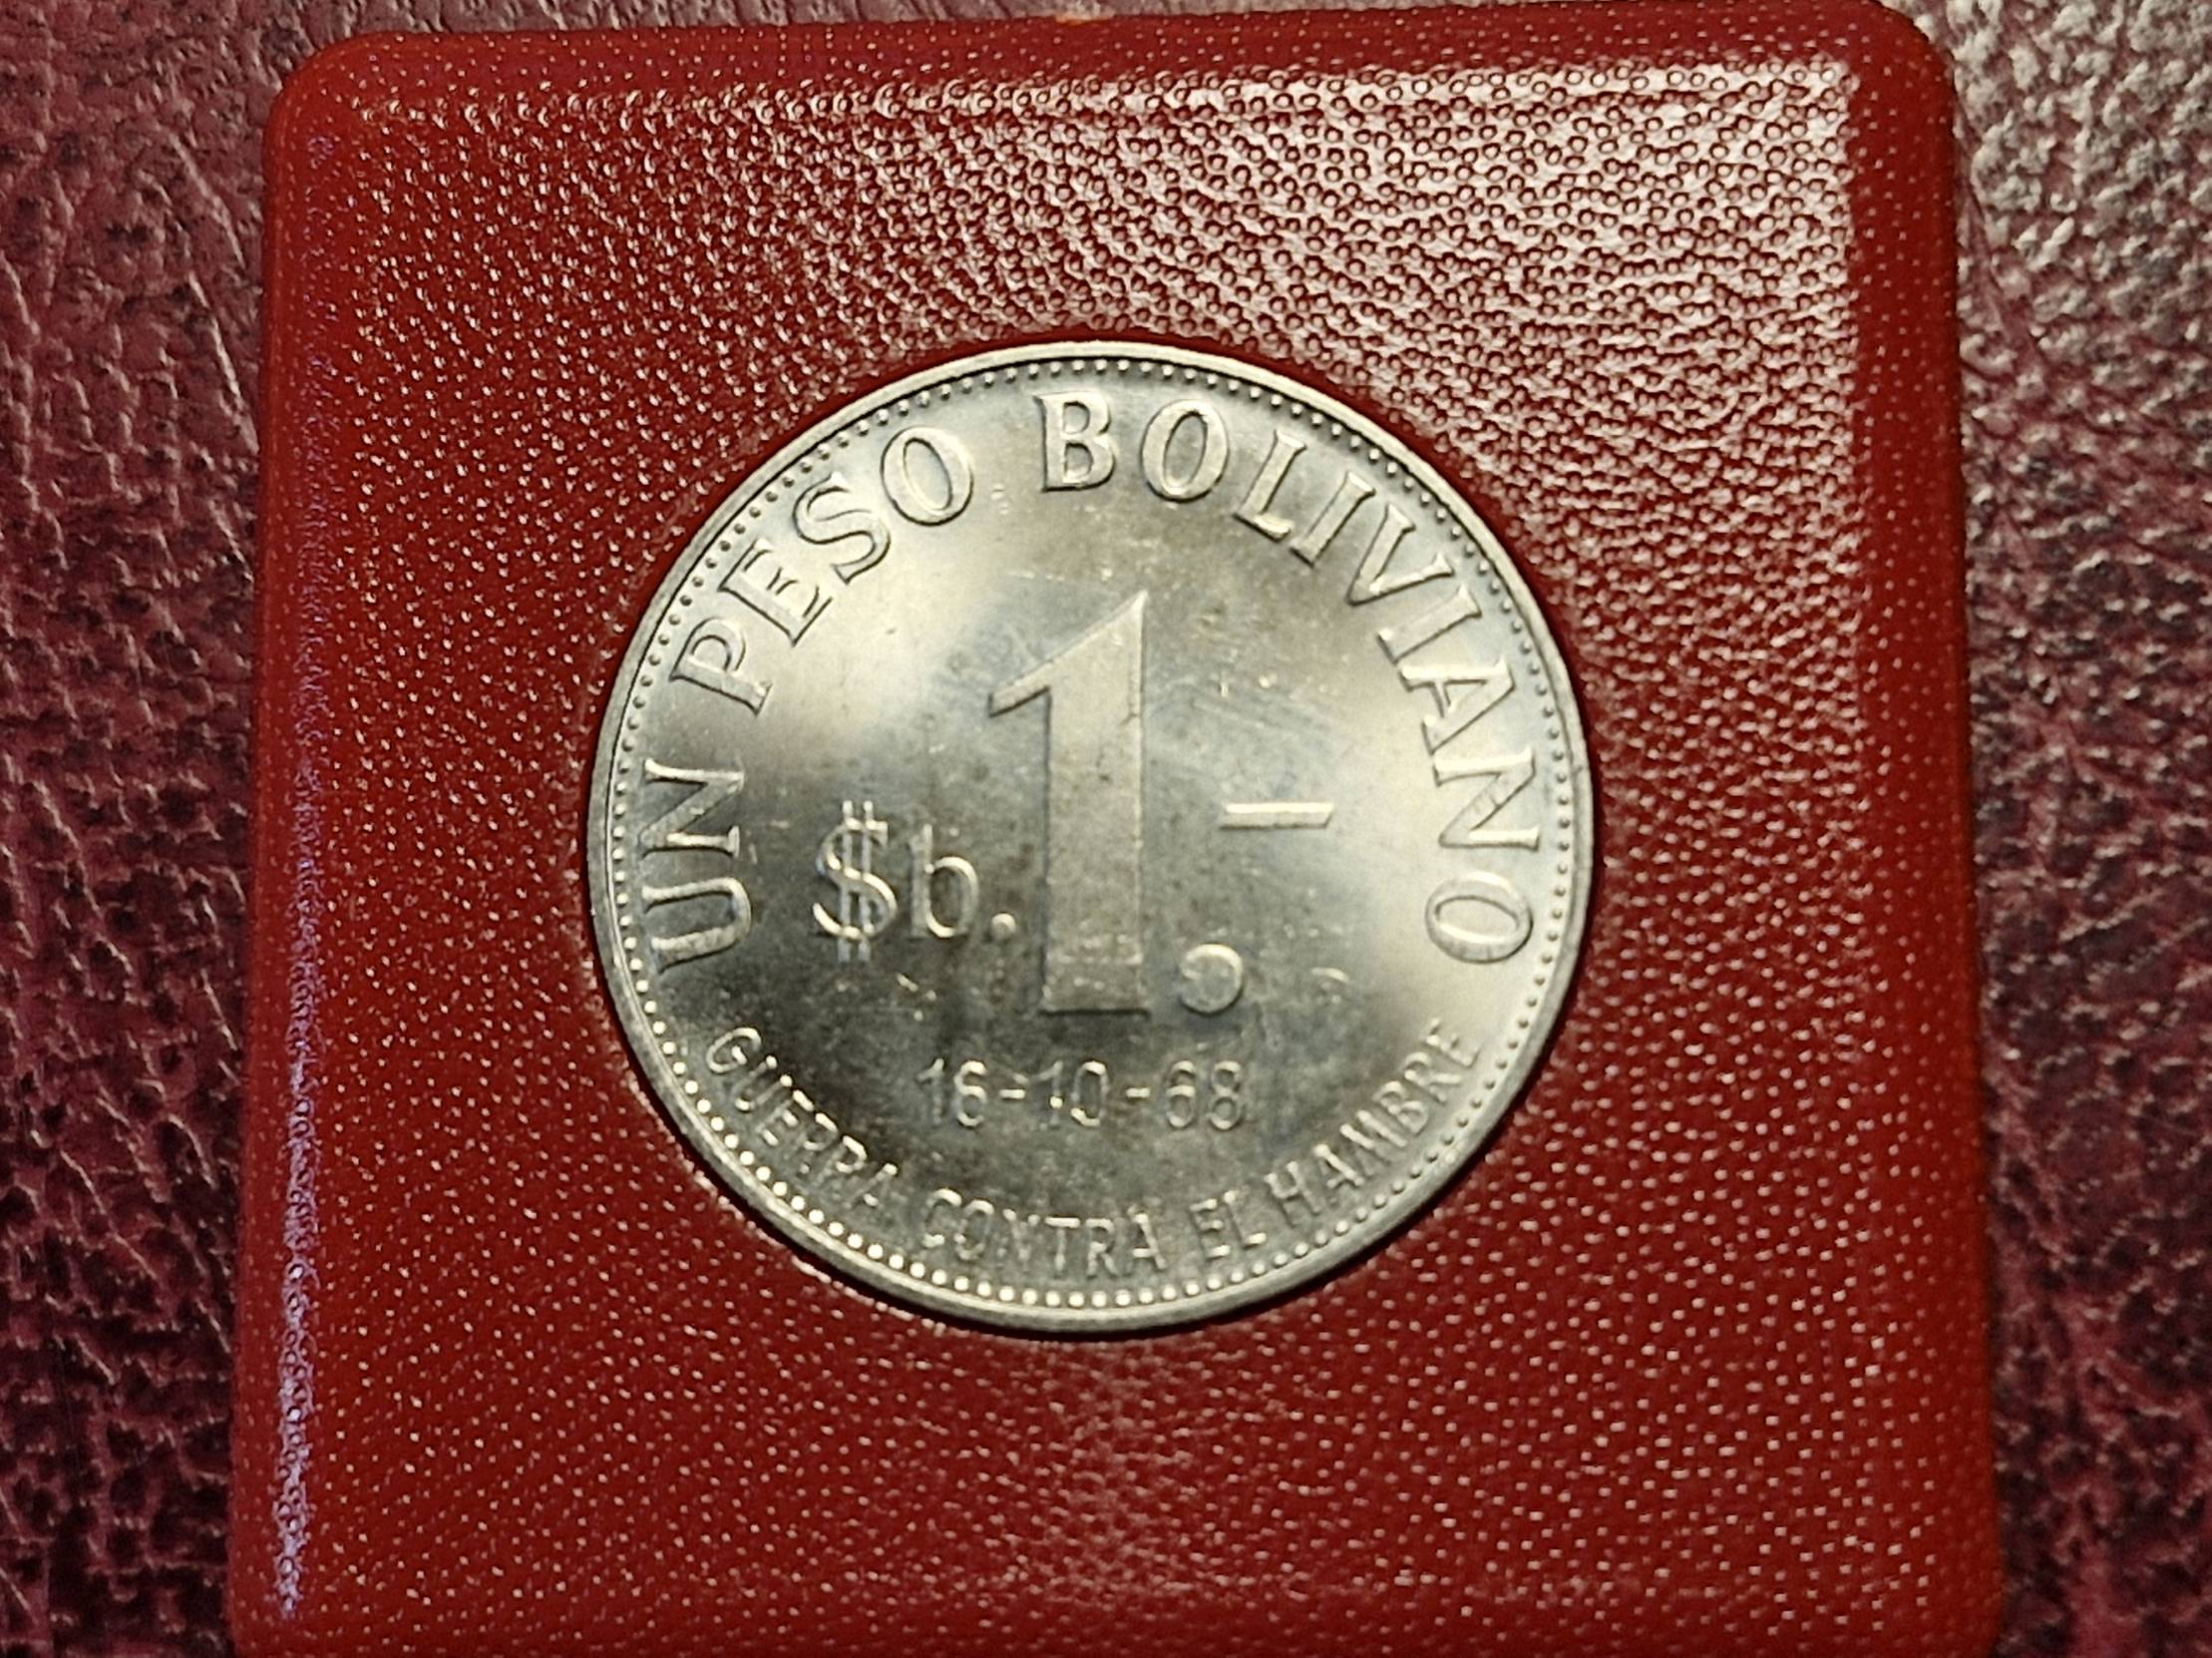 UN PESO BOLIVIANO
$b. 1.-
16-10-68
GUERRA CONTRA EL HAMBRE